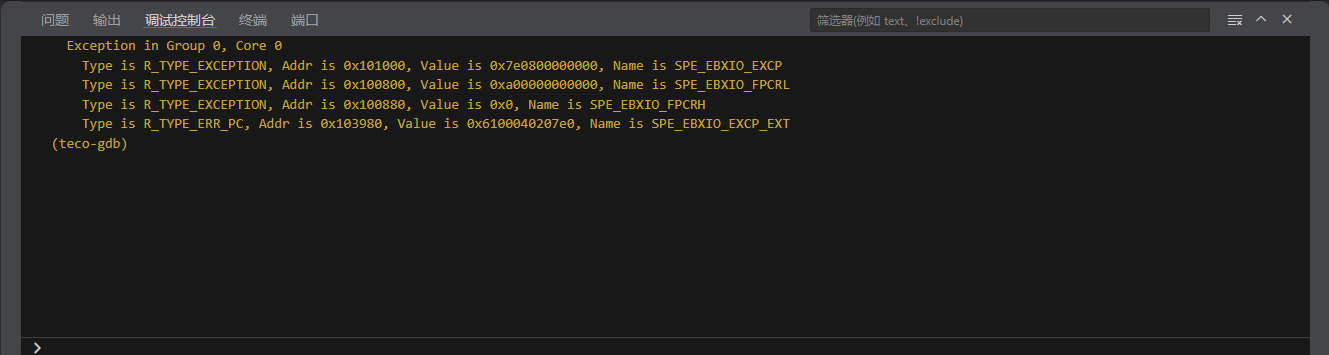 问题 输出 调试控制台 终端 端口 筛选器(例如 text、!exclude)
Exception in Group 0, Core 0
Type is R_TYPE_EXCEPTION, Addr is 0x101000, Value is 0x7e0800000000, Name is SPE_EBXIO_EXCP
Type is R_TYPE_EXCEPTION, Addr is 0x100800, Value is 0xa00000000000, Name is SPE_EBXIO_FPCRL
Type is R_TYPE_EXCEPTION, Addr is 0x100880, Value is 0x0, Name is SPE_EBXIO_FPCRH
Type is R_TYPE_ERR_PC, Addr is 0x103980, Value is 0x6100040207e0, Name is SPE_EBXIO_EXCP_EXT
(teco-gdb)